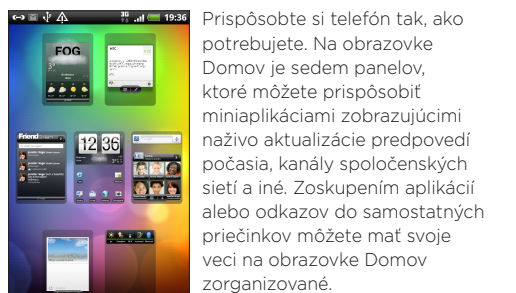 19:36
Prispôsobte si telefón tak, ako
potrebujete. Na obrazovke
Domov je sedem panelov,
ktoré môžete prispôsobiť
miniaplikáciami zobrazujúcimi
naživo aktualizácie predpovedí
počasia, kanály spoločenských
sietí a iné. Zoskupením aplikácií
alebo odkazov do samostatných
priečinkov môžete mať svoje
veci na obrazovke Domov
zorganizované.
FOG
Friend
12 36